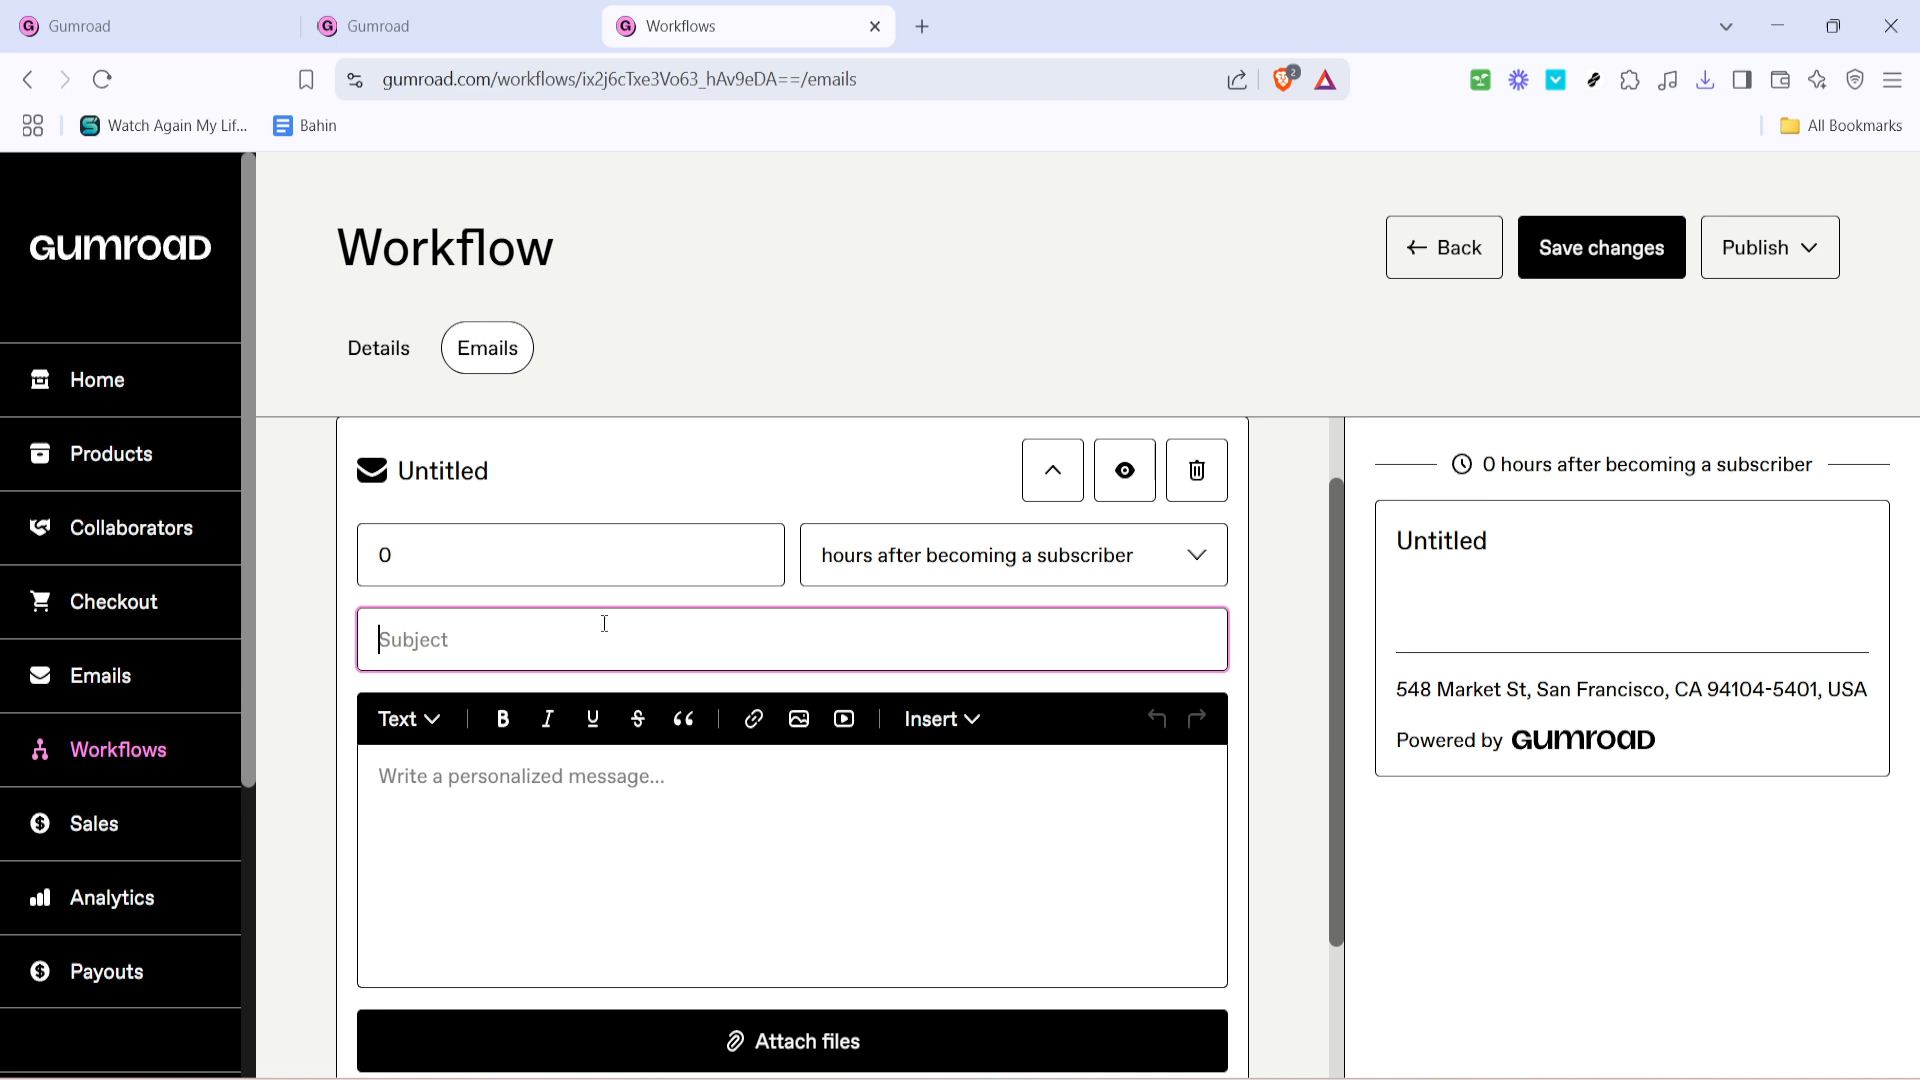 Gumroad
Gumroad
Workflows
gumroad.com/workflows/ix2j6cTxe3Vo63_hAv9eDA==/emails
2
Watch Again My Lif...
Bahin
All Bookmarks
GUMROAD
Workflow
Back
Save changes
Publish
Details
Emails
Home
Products
Collaborators
Checkout
Emails
Workflows
Sales
Analytics
Payouts
Untitled
0
hours after becoming a subscriber
Subject
Text
B
I
U
S
Insert
Write a personalized message...
Attach files
0 hours after becoming a subscriber
Untitled
548 Market St, San Francisco, CA 94104-5401, USA
Powered by GUMROAD